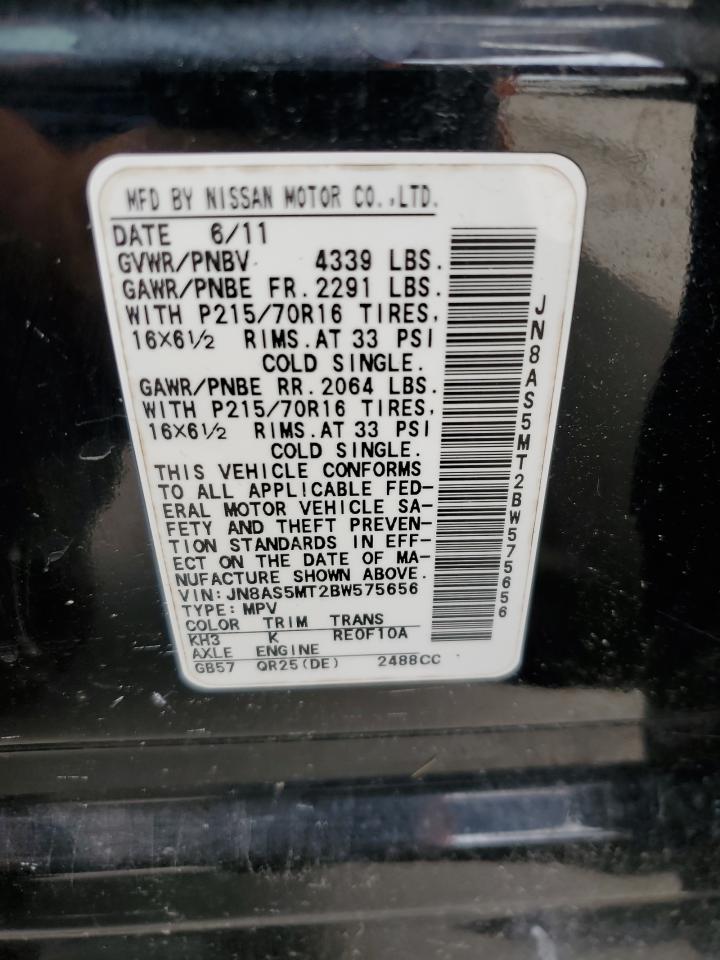 MFD BY NISSAN MOTOR CO.,LTD.
DATE 6/11
GVWR/PNBV 4339 LBS.
GAWR/PNBE FR. 2291 LBS.
WITH P215/70R16 TIRES,
16X6½ RIMS.AT 33 PSI
COLD SINGLE.
GAWR/PNBE RR. 2064 LBS.
WITH P215/70R16 TIRES,
16X6½ RIMS.AT 33 PSI
COLD SINGLE.
THIS VEHICLE CONFORMS
TO ALL APPLICABLE FED-
ERAL MOTOR VEHICLE SA-
FETY AND THEFT PREVEN-
TION STANDARDS IN EFF-
ECT ON THE DATE OF MA-
NUFACTURE SHOWN ABOVE.
VIN: JN8AS5MT2BW575656
TYPE: MPV
COLOR TRIM TRANS
KH3 K RE0F10A
AXLE ENGINE
GB57 QR25(DE) 2488CC
JN8AS5MT2BW575656